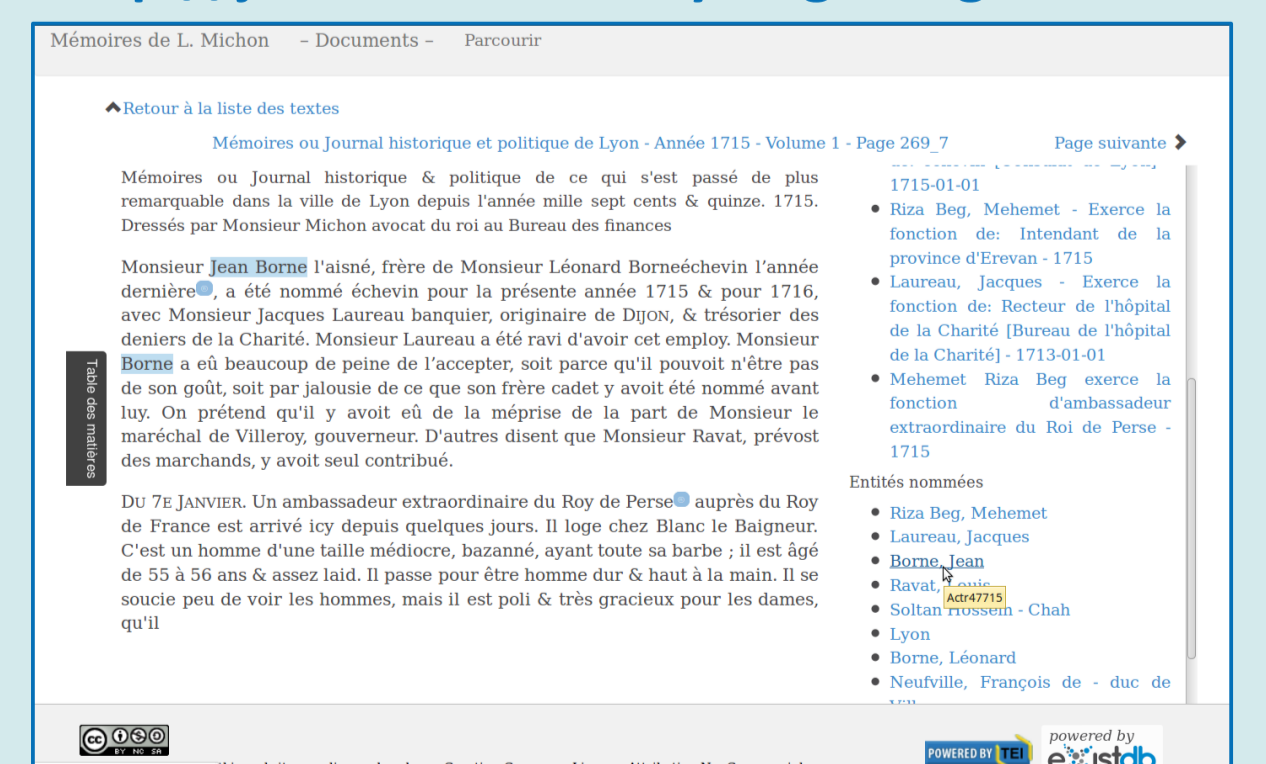 Mémoires de L. Michon – Documents – Parcourir
Retour à la liste des textes
Mémoires ou Journal historique et politique de Lyon - Année 1715 - Volume 1 - Page 269_7
Page suivante
Mémoires ou Journal historique & politique de ce qui s'est passé de plus
remarquable dans la ville de Lyon depuis l'année mille sept cents & quinze. 1715.
Dressés par Monsieur Michon avocat du roi au Bureau des finances
Monsieur Jean Borne l'aisné, frère de Monsieur Léonard Borneéchevin l’année
dernière, a été nommé échevin pour la présente année 1715 & pour 1716,
avec Monsieur Jacques Laureau banquier, originaire de DIJON, & trésorier des
deniers de la Charité. Monsieur Laureau a été ravi d'avoir cet employ. Monsieur
Borne a eû beaucoup de peine de l’accepter, soit parce qu'il pouvoit n'être pas
de son goût, soit par jalousie de ce que son frère cadet y avoit été nommé avant
luy. On prétend qu'il y avoit eû de la méprise de la part de Monsieur le
maréchal de Villeroy, gouverneur. D'autres disent que Monsieur Ravat, prévost
des marchands, y avoit seul contribué.
DU 7E JANVIER. Un ambassadeur extraordinaire du Roy de Perse auprès du Roy
de France est arrivé icy depuis quelques jours. Il loge chez Blanc le Baigneur.
C'est un homme d'une taille médiocre, bazanné, ayant toute sa barbe ; il est âgé
de 55 à 56 ans & assez laid. Il passe pour être homme dur & haut à la main. Il se
soucie peu de voir les hommes, mais il est poli & très gracieux pour les dames,
qu'il
Table des matières
1715-01-01
Riza Beg, Mehemet - Exerce la
fonction de: Intendant de la
province d'Erevan - 1715
Laureau, Jacques - Exerce la
fonction de: Recteur de l'hôpital
de la Charité [Bureau de l'hôpital
de la Charité] - 1713-01-01
Mehemet Riza Beg exerce la
fonction d'ambassadeur
extraordinaire du Roi de Perse -
1715
Entités nommées
Riza Beg, Mehemet
Laureau, Jacques
Borne, Jean
Ravat, Louis
Actr47715
Soltan Hossein - Chah
Lyon
Borne, Léonard
Neufville, François de - duc de
cc BY NC SA
POWERED BY TEI
powered by
existdb